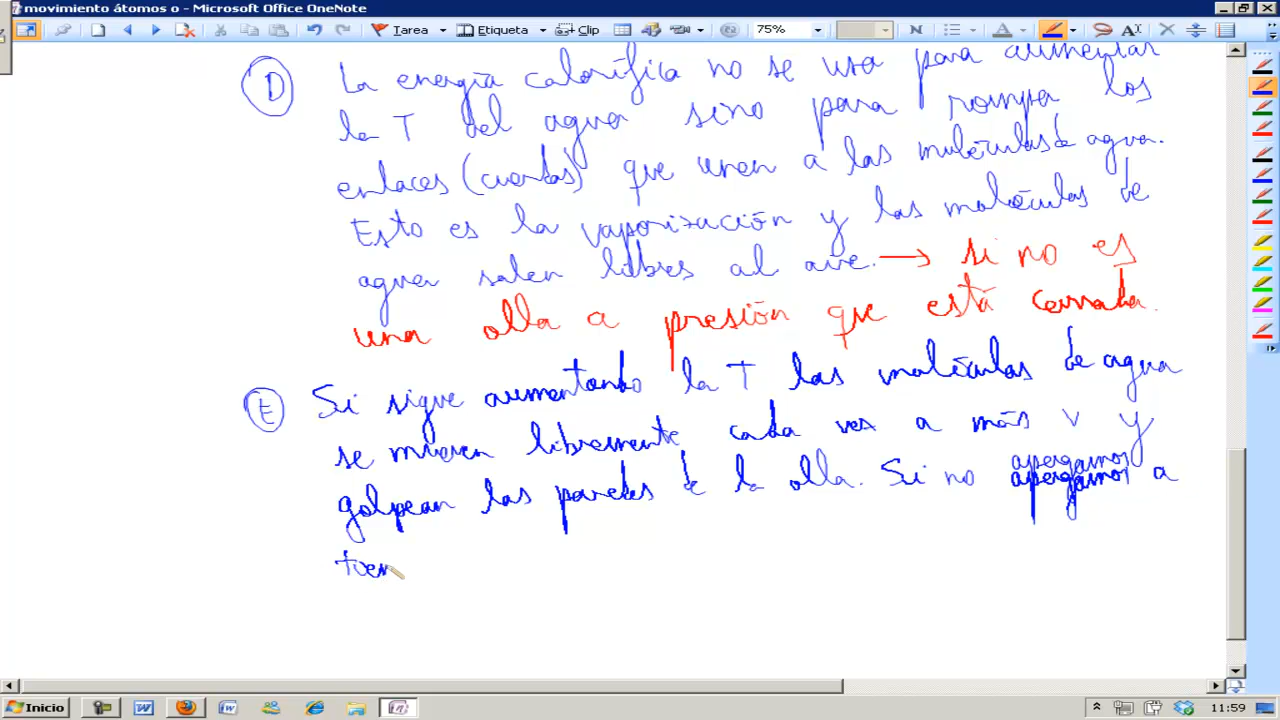 movimiento átomos o - Microsoft Office OneNote
Tarea Etiqueta Clip 75% N A
D La energía calorífica no se usa para aumentar
la T del agua sino para romper los
enlaces (cuerdas) que unen a las moléculas de agua.
Esto es la vaporización y las moléculas de
agua salen libres al aire. → si no es
una olla a presión que está cerrada.
E Si sigue aumentando la T las moléculas de agua
se mueven libremente cada vez a más v y
golpean las paredes de la olla. Si no apagamos a
tiem
Inicio 11:59